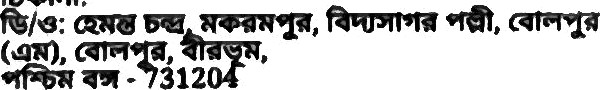 ডি/ও: হেমন্ত চন্দ্র, মকরমপুর, বিদ্যাসাগর পল্লী, বোলপুর
(এম), বোলপুর, বীরভূম,
পশ্চিম বঙ্গ - 731204